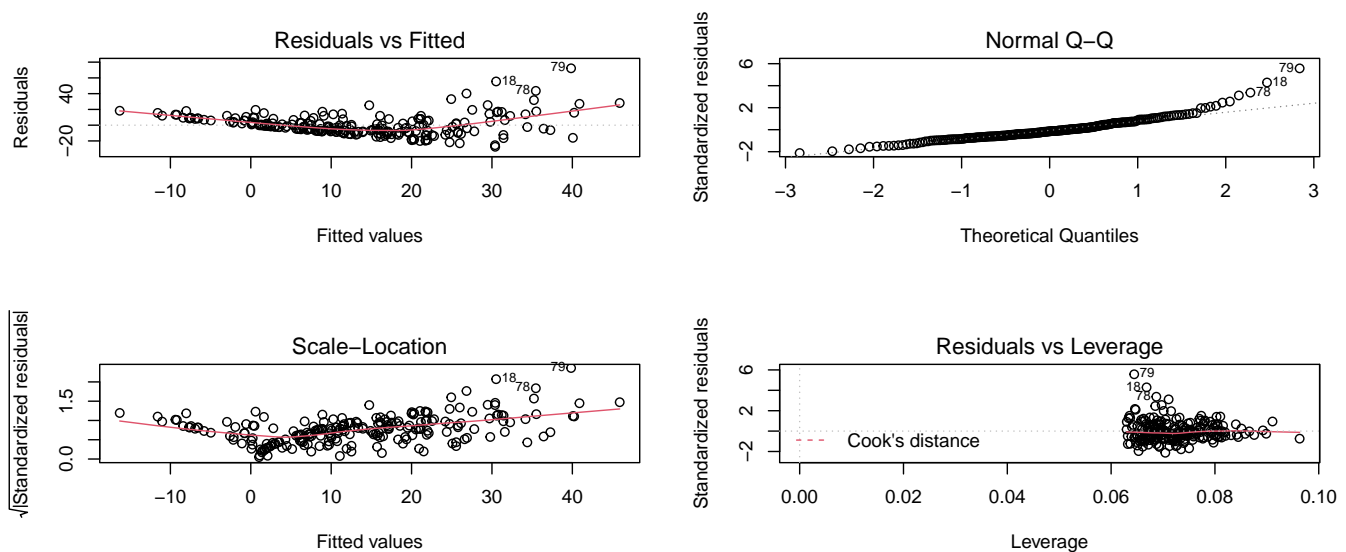 Residuals vs Fitted
Residuals
−20
40
79
18
78
−10 0 10 20 30 40
Fitted values
Normal Q−Q
Standardized residuals
−2
2
6
79
18
78
−3 −2 −1 0 1 2 3
Theoretical Quantiles
Scale−Location
√|Standardized residuals|
0.0
1.5
79
18
78
−10 0 10 20 30 40
Fitted values
Residuals vs Leverage
Standardized residuals
−2
2
6
79
18
78
Cook's distance
0.00 0.02 0.04 0.06 0.08 0.10
Leverage